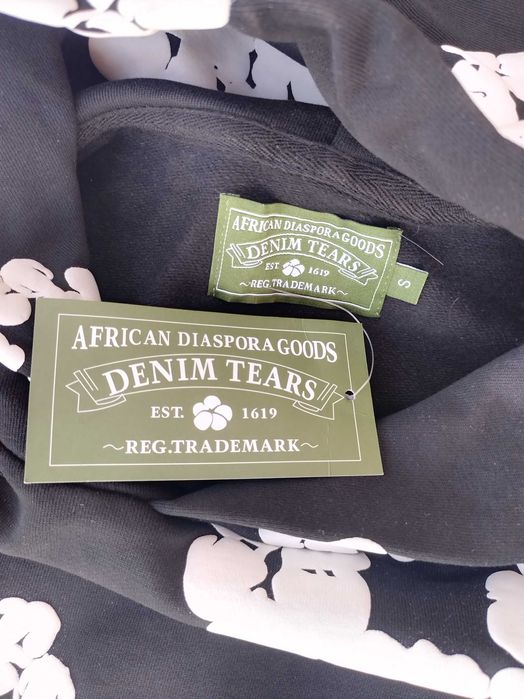 AFRICAN DIASPORA GOODS
DENIM TEARS
EST. 1619
REG. TRADEMARK
S
AFRICAN DIASPORA GOODS
DENIM TEARS
EST. 1619
~REG.TRADEMARK~